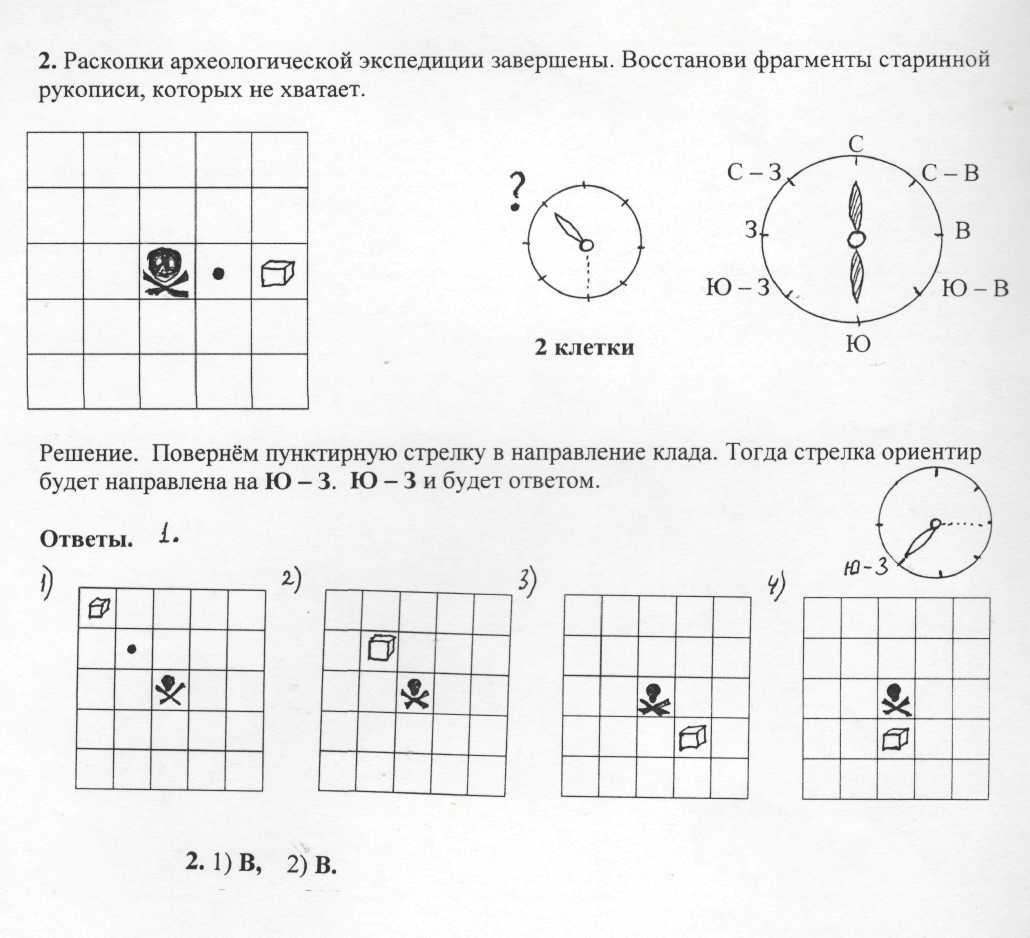 2. Раскопки археологической экспедиции завершены. Восстанови фрагменты старинной
рукописи, которых не хватает.
?
2 клетки
С
С – З
С – В
З
В
Ю – З
Ю – В
Ю
Решение. Повернём пунктирную стрелку в направление клада. Тогда стрелка ориентир
будет направлена на Ю – З. Ю – З и будет ответом.
Ю-З
Ответы. 1.
1)
2)
3)
4)
2. 1) В, 2) В.